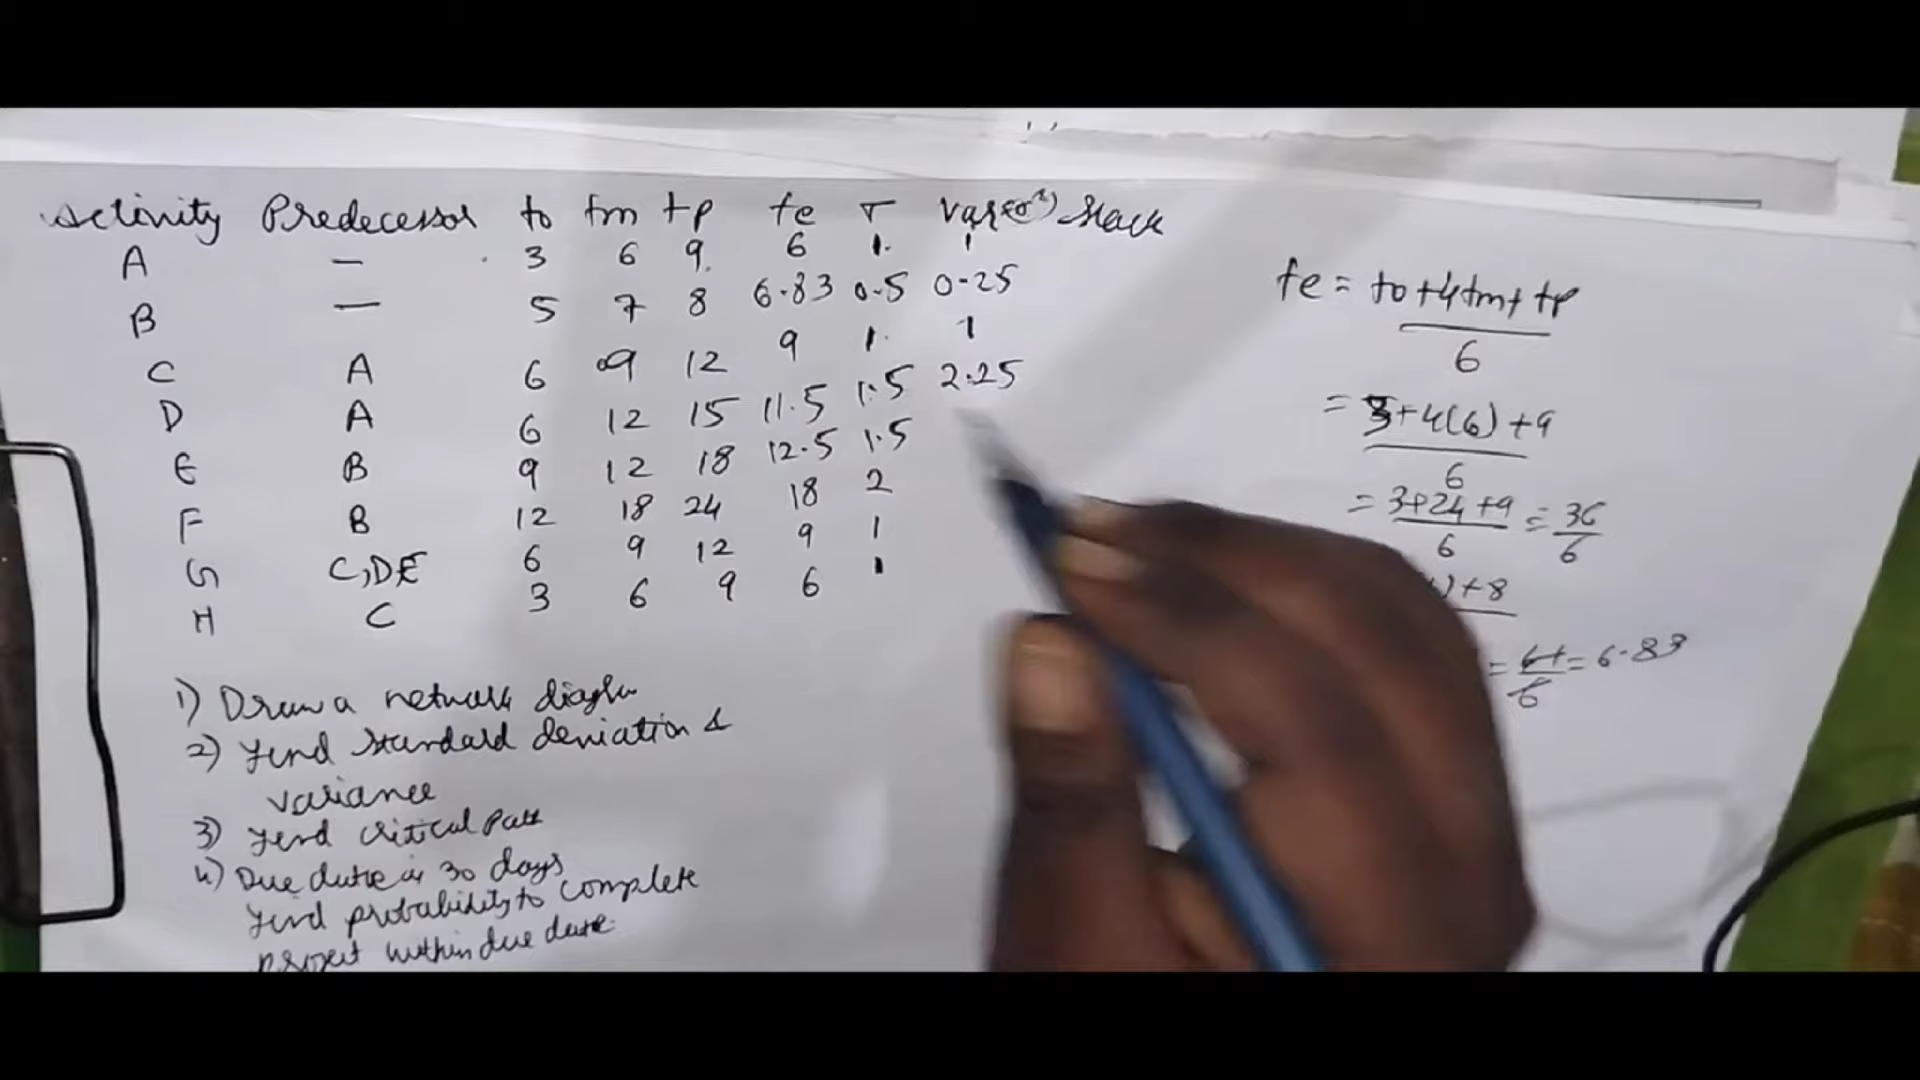 Activity Predecessor to tm tp te σ Var(σ²) Slack
A — 3 6 9 6 1 1
B — 5 7 8 6.83 0.5 0.25
C A 6 9 12 9 1 1
D A 6 12 15 11.5 1.5 2.25
E B 9 12 18 12.5 1.5
F B 12 18 24 18 2
G C,D,E 6 9 12 9 1
H C 3 6 9 6 1
1) Draw a network diagra
2) Find standard deviation &
variance
3) Find critical path
4) Due date is 30 days
Find probability to complete
project within due date.
te = to+4tm+tp
6
= 3+4(6)+9
6
= 3+24+9 = 36
6 6
)+8
= 41 = 6.83
6